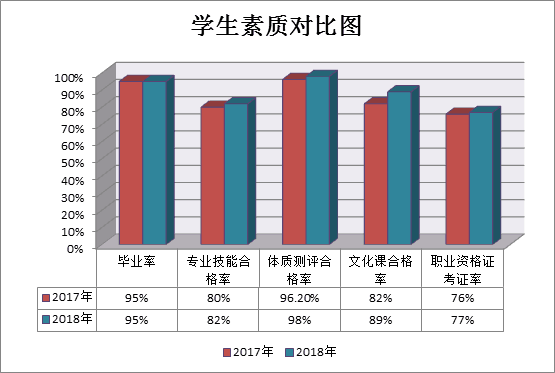 学生素质对比图
100%
90%
80%
70%
60%
50%
40%
30%
20%
10%
0%
毕业率 专业技能合格率 体质测评合格率 文化课合格率 职业资格证考证率
2017年 95% 80% 96.20% 82% 76%
2018年 95% 82% 98% 89% 77%
2017年 2018年